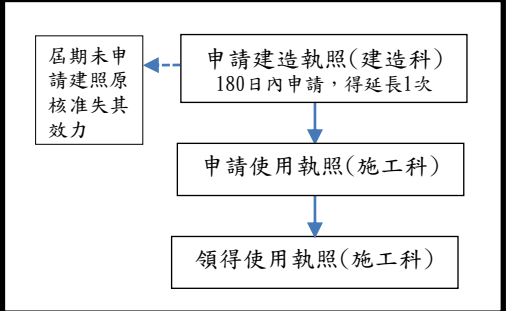 屆期未申
請建照原
核准失其
效力
申請建造執照(建造科)
180日內申請，得延長1次
申請使用執照(施工科)
領得使用執照(施工科)